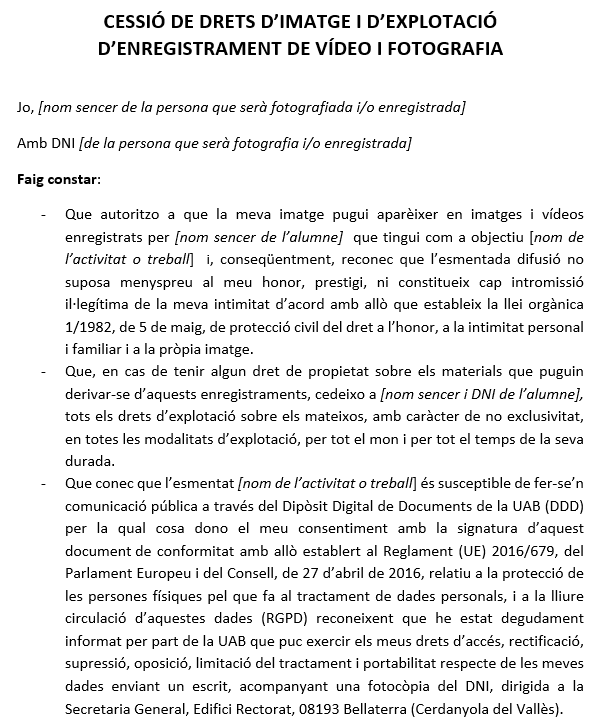 CESSIÓ DE DRETS D’IMATGE I D’EXPLOTACIÓ
D’ENREGISTRAMENT DE VÍDEO I FOTOGRAFIA
Jo, [nom sencer de la persona que serà fotografiada i/o enregistrada]
Amb DNI [de la persona que serà fotografia i/o enregistrada]
Faig constar:
- Que autoritzo a que la meva imatge pugui aparèixer en imatges i vídeos
enregistrats per [nom sencer de l’alumne] que tingui com a objectiu [nom de
l’activitat o treball] i, conseqüentment, reconec que l’esmentada difusió no
suposa menyspreu al meu honor, prestigi, ni constitueix cap intromissió
il·legítima de la meva intimitat d’acord amb allò que estableix la llei orgànica
1/1982, de 5 de maig, de protecció civil del dret a l’honor, a la intimitat personal
i familiar i a la pròpia imatge.
- Que, en cas de tenir algun dret de propietat sobre els materials que puguin
derivar-se d’aquests enregistraments, cedeixo a [nom sencer i DNI de l’alumne],
tots els drets d’explotació sobre els mateixos, amb caràcter de no exclusivitat,
en totes les modalitats d’explotació, per tot el mon i per tot el temps de la seva
durada.
- Que conec que l’esmentat [nom de l’activitat o treball] és susceptible de fer-se’n
comunicació pública a través del Dipòsit Digital de Documents de la UAB (DDD)
per la qual cosa dono el meu consentiment amb la signatura d’aquest
document de conformitat amb allò establert al Reglament (UE) 2016/679, del
Parlament Europeu i del Consell, de 27 d’abril de 2016, relatiu a la protecció de
les persones físiques pel que fa al tractament de dades personals, i a la lliure
circulació d’aquestes dades (RGPD) reconeixent que he estat degudament
informat per part de la UAB que puc exercir els meus drets d’accés, rectificació,
supressió, oposició, limitació del tractament i portabilitat respecte de les meves
dades enviant un escrit, acompanyant una fotocòpia del DNI, dirigida a la
Secretaria General, Edifici Rectorat, 08193 Bellaterra (Cerdanyola del Vallès).